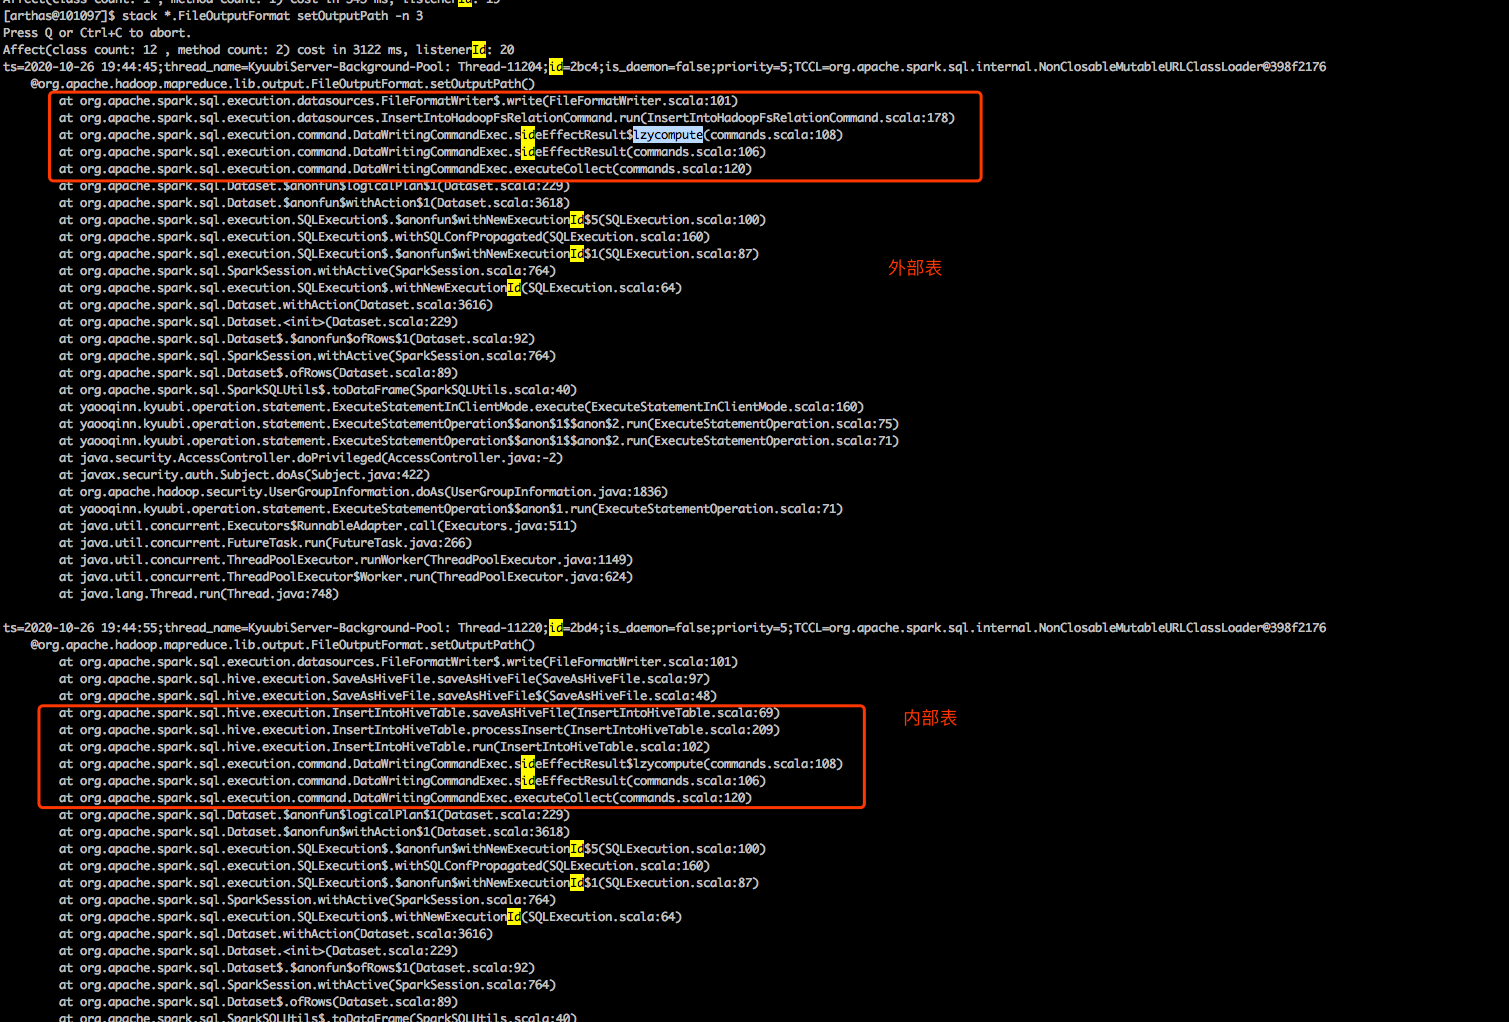 [arthas@101097]$ stack *.FileOutputFormat setOutputPath -n 3
Press Q or Ctrl+C to abort.
Affect(class count: 12 , method count: 2) cost in 3122 ms, listenerId: 20
ts=2020-10-26 19:44:45;thread_name=KyuubiServer-Background-Pool: Thread-11204;id=2bc4;is_daemon=false;priority=5;TCCL=org.apache.spark.sql.internal.NonClosableMutableURLClassLoader@398f2176
@org.apache.hadoop.mapreduce.lib.output.FileOutputFormat.setOutputPath()
at org.apache.spark.sql.execution.datasources.FileFormatWriter$.write(FileFormatWriter.scala:101)
at org.apache.spark.sql.execution.datasources.InsertIntoHadoopFsRelationCommand.run(InsertIntoHadoopFsRelationCommand.scala:178)
at org.apache.spark.sql.execution.command.DataWritingCommandExec.sideEffectResult$lzycompute(commands.scala:108)
at org.apache.spark.sql.execution.command.DataWritingCommandExec.sideEffectResult(commands.scala:106)
at org.apache.spark.sql.execution.command.DataWritingCommandExec.executeCollect(commands.scala:120)
at org.apache.spark.sql.Dataset.$anonfun$logicalPlan$1(Dataset.scala:229)
at org.apache.spark.sql.Dataset.$anonfun$withAction$1(Dataset.scala:3618)
at org.apache.spark.sql.execution.SQLExecution$.$anonfun$withNewExecutionId$5(SQLExecution.scala:100)
at org.apache.spark.sql.execution.SQLExecution$.withSQLConfPropagated(SQLExecution.scala:160)
at org.apache.spark.sql.execution.SQLExecution$.$anonfun$withNewExecutionId$1(SQLExecution.scala:87)
外部表
at org.apache.spark.sql.SparkSession.withActive(SparkSession.scala:764)
at org.apache.spark.sql.execution.SQLExecution$.withNewExecutionId(SQLExecution.scala:64)
at org.apache.spark.sql.Dataset.withAction(Dataset.scala:3616)
at org.apache.spark.sql.Dataset.<init>(Dataset.scala:229)
at org.apache.spark.sql.Dataset$.$anonfun$ofRows$1(Dataset.scala:92)
at org.apache.spark.sql.SparkSession.withActive(SparkSession.scala:764)
at org.apache.spark.sql.Dataset$.ofRows(Dataset.scala:89)
at org.apache.spark.sql.SparkSQLUtils$.toDataFrame(SparkSQLUtils.scala:40)
at yaooqinn.kyuubi.operation.statement.ExecuteStatementInClientMode.execute(ExecuteStatementInClientMode.scala:160)
at yaooqinn.kyuubi.operation.statement.ExecuteStatementOperation$$anon$1$$anon$2.run(ExecuteStatementOperation.scala:75)
at yaooqinn.kyuubi.operation.statement.ExecuteStatementOperation$$anon$1$$anon$2.run(ExecuteStatementOperation.scala:71)
at java.security.AccessController.doPrivileged(AccessController.java:-2)
at javax.security.auth.Subject.doAs(Subject.java:422)
at org.apache.hadoop.security.UserGroupInformation.doAs(UserGroupInformation.java:1836)
at yaooqinn.kyuubi.operation.statement.ExecuteStatementOperation$$anon$1.run(ExecuteStatementOperation.scala:71)
at java.util.concurrent.Executors$RunnableAdapter.call(Executors.java:511)
at java.util.concurrent.FutureTask.run(FutureTask.java:266)
at java.util.concurrent.ThreadPoolExecutor.runWorker(ThreadPoolExecutor.java:1149)
at java.util.concurrent.ThreadPoolExecutor$Worker.run(ThreadPoolExecutor.java:624)
at java.lang.Thread.run(Thread.java:748)
ts=2020-10-26 19:44:55;thread_name=KyuubiServer-Background-Pool: Thread-11220;id=2bd4;is_daemon=false;priority=5;TCCL=org.apache.spark.sql.internal.NonClosableMutableURLClassLoader@398f2176
@org.apache.hadoop.mapreduce.lib.output.FileOutputFormat.setOutputPath()
at org.apache.spark.sql.execution.datasources.FileFormatWriter$.write(FileFormatWriter.scala:101)
at org.apache.spark.sql.hive.execution.SaveAsHiveFile.saveAsHiveFile(SaveAsHiveFile.scala:97)
at org.apache.spark.sql.hive.execution.SaveAsHiveFile.saveAsHiveFile$(SaveAsHiveFile.scala:48)
at org.apache.spark.sql.hive.execution.InsertIntoHiveTable.saveAsHiveFile(InsertIntoHiveTable.scala:69)
内部表
at org.apache.spark.sql.hive.execution.InsertIntoHiveTable.processInsert(InsertIntoHiveTable.scala:209)
at org.apache.spark.sql.hive.execution.InsertIntoHiveTable.run(InsertIntoHiveTable.scala:102)
at org.apache.spark.sql.execution.command.DataWritingCommandExec.sideEffectResult$lzycompute(commands.scala:108)
at org.apache.spark.sql.execution.command.DataWritingCommandExec.sideEffectResult(commands.scala:106)
at org.apache.spark.sql.execution.command.DataWritingCommandExec.executeCollect(commands.scala:120)
at org.apache.spark.sql.Dataset.$anonfun$logicalPlan$1(Dataset.scala:229)
at org.apache.spark.sql.Dataset.$anonfun$withAction$1(Dataset.scala:3618)
at org.apache.spark.sql.execution.SQLExecution$.$anonfun$withNewExecutionId$5(SQLExecution.scala:100)
at org.apache.spark.sql.execution.SQLExecution$.withSQLConfPropagated(SQLExecution.scala:160)
at org.apache.spark.sql.execution.SQLExecution$.$anonfun$withNewExecutionId$1(SQLExecution.scala:87)
at org.apache.spark.sql.SparkSession.withActive(SparkSession.scala:764)
at org.apache.spark.sql.execution.SQLExecution$.withNewExecutionId(SQLExecution.scala:64)
at org.apache.spark.sql.Dataset.withAction(Dataset.scala:3616)
at org.apache.spark.sql.Dataset.<init>(Dataset.scala:229)
at org.apache.spark.sql.Dataset$.$anonfun$ofRows$1(Dataset.scala:92)
at org.apache.spark.sql.SparkSession.withActive(SparkSession.scala:764)
at org.apache.spark.sql.Dataset$.ofRows(Dataset.scala:89)
at org.apache.spark.sql.SparkSQLUtils$.toDataFrame(SparkSQLUtils.scala:40)